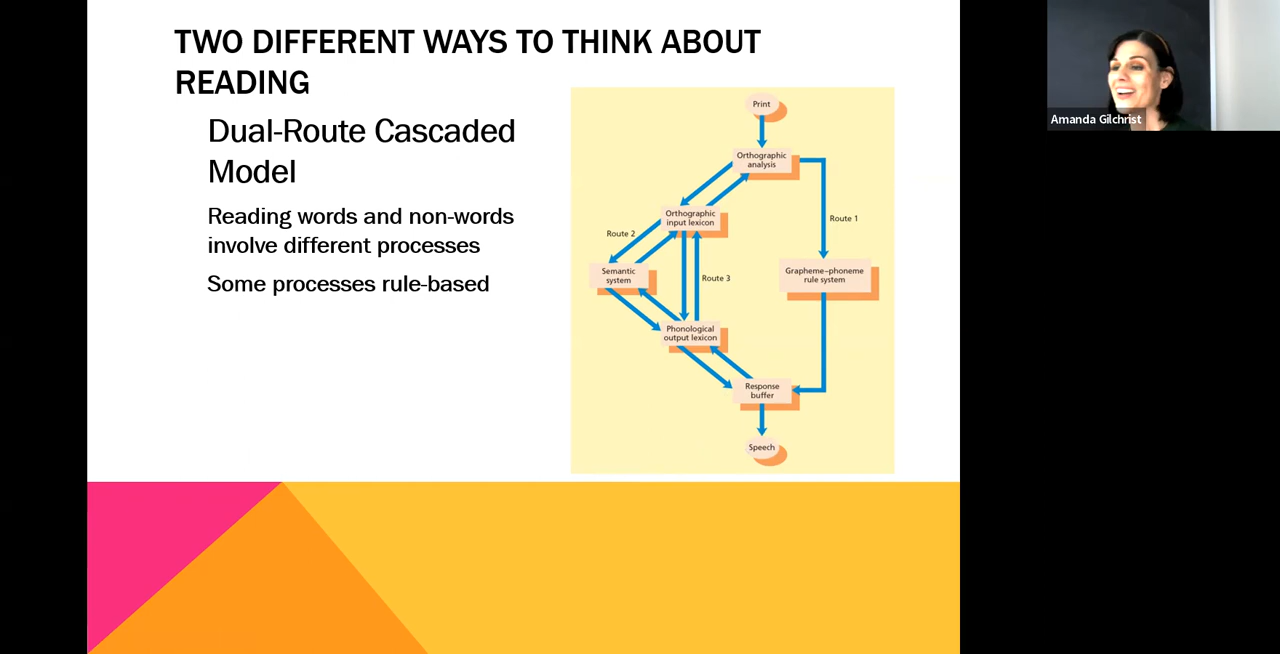 TWO DIFFERENT WAYS TO THINK ABOUT
READING
Dual-Route Cascaded
Model
Reading words and non-words
involve different processes
Some processes rule-based
Print
Orthographic
analysis
Orthographic
input lexicon
Route 1
Route 2
Semantic
system
Route 3
Grapheme–phoneme
rule system
Phonological
output lexicon
Response
buffer
Speech
Amanda Gilchrist